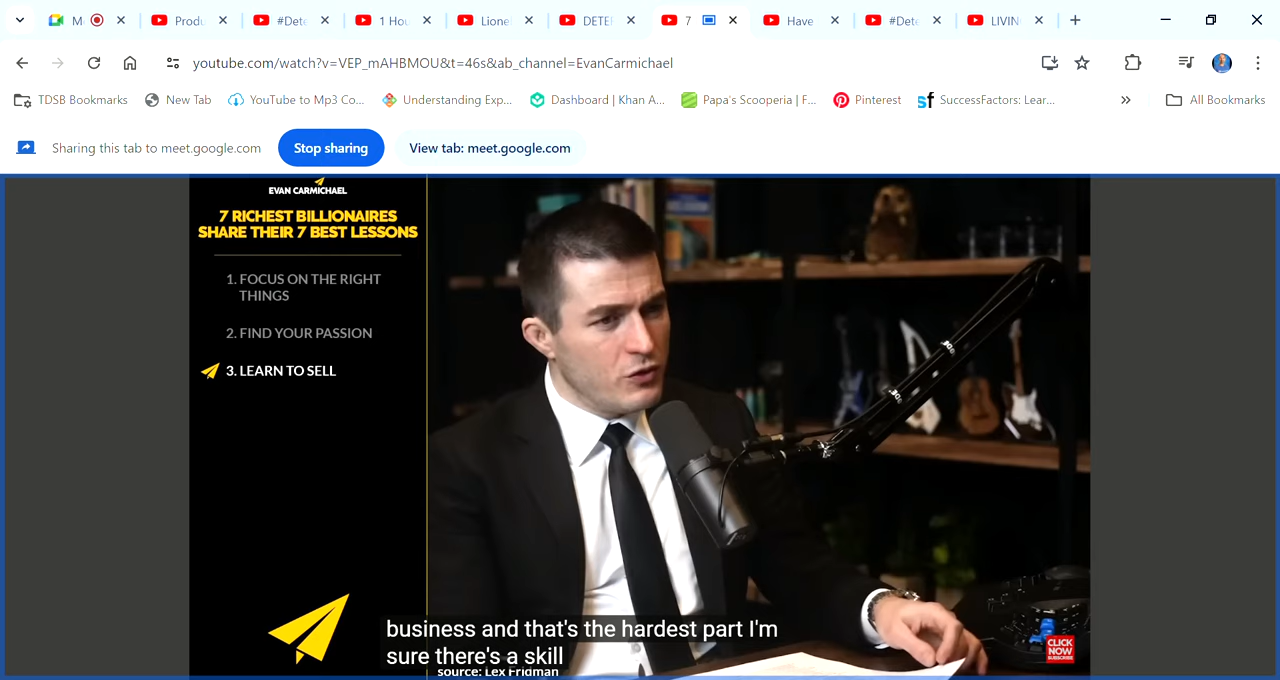 M
Produ
#Dete
1 Hou
Lione
DETE
7
Have
#Dete
LIVIN
youtube.com/watch?v=VEP_mAHBMOU&t=46s&ab_channel=EvanCarmichael
TDSB Bookmarks
New Tab
YouTube to Mp3 Co...
Understanding Exp...
Dashboard | Khan A...
Papa's Scooperia | F...
Pinterest
SuccessFactors: Lear...
All Bookmarks
Sharing this tab to meet.google.com
Stop sharing
View tab: meet.google.com
EVAN CARMICHAEL
7 RICHEST BILLIONAIRES
SHARE THEIR 7 BEST LESSONS
1. FOCUS ON THE RIGHT
THINGS
2. FIND YOUR PASSION
3. LEARN TO SELL
business and that's the hardest part I'm
sure there's a skill
source: Lex Fridman
CLICK
NOW
SUBSCRIBE